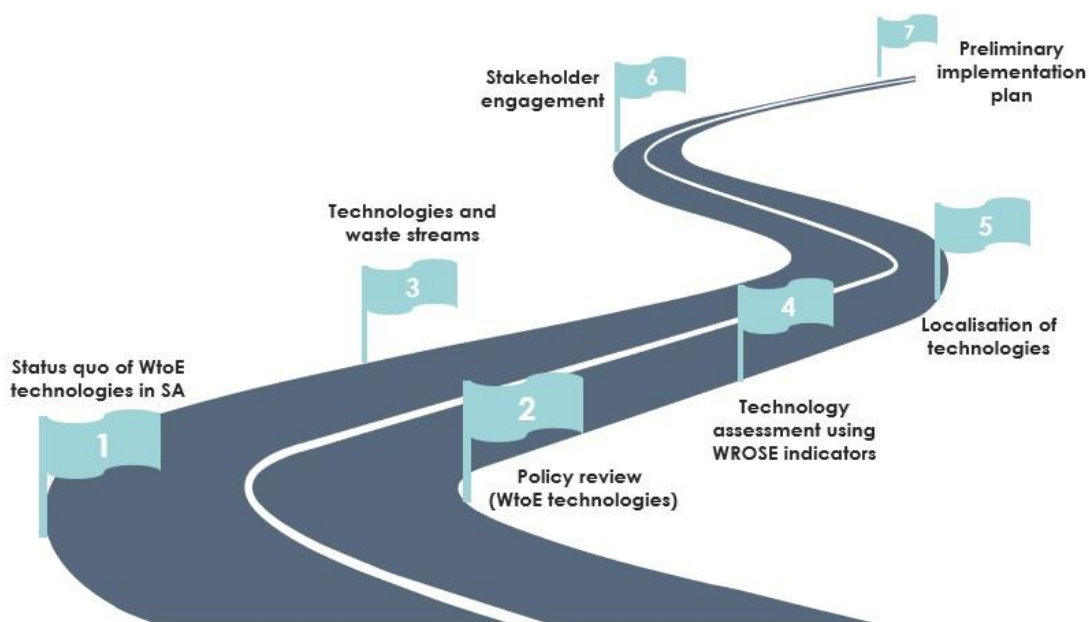 1
Status quo of WtoE
technologies in SA
2
Policy review
(WtoE technologies)
3
Technologies and
waste streams
4
Technology
assessment using
WROSE indicators
5
Localisation of
technologies
6
Stakeholder
engagement
7
Preliminary
implementation
plan